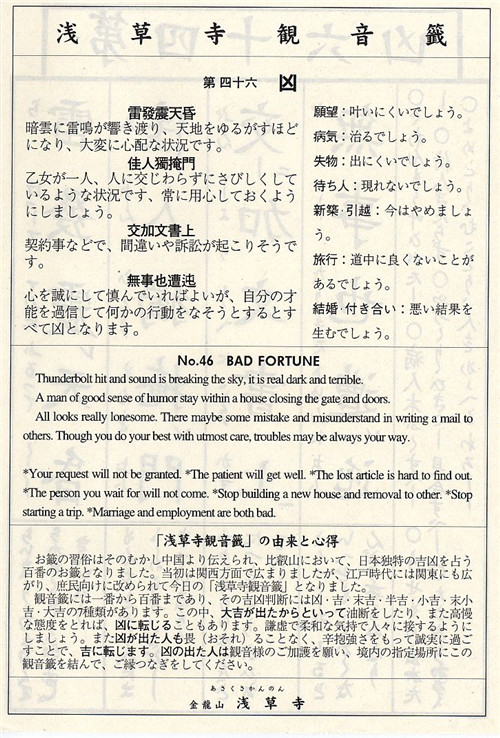 浅草寺観音籤
第四十六 凶
雷發震天昏
暗雲に雷鳴が響き渡り、天地をゆるがすほど
になり、大変に心配な状況です。
佳人獨掩門
乙女が一人、人に交じわらずにさびしくして
いるような状況です、常に用心しておくよう
にしましょう。
交加文書上
契約事などで、間違いや訴訟が起こりそうで
す。
無事也遭迍
心を誠にして慎んでいればよいが、自分の才
能を過信して何かの行動をなそうとするとす
べて凶となります。
願望：叶いにくいでしょう。
病気：治るでしょう。
失物：出にくいでしょう。
待ち人：現れないでしょう。
新築・引越：今はやめましょ
う。
旅行：道中に良くないことが
あるでしょう。
結婚・付き合い：悪い結果を
生むでしょう。
No.46 BAD FORTUNE
Thunderbolt hit and sound is breaking the sky, it is real dark and terrible.
A man of good sense of humor stay within a house closing the gate and doors.
All looks really lonesome. There maybe some mistake and misunderstand in writing a mail to
others. Though you do your best with utmost care, troubles may be always your way.
*Your request will not be granted. *The patient will get well. *The lost article is hard to find out.
*The person you wait for will not come. *Stop building a new house and removal to other. *Stop
starting a trip. *Marriage and employment are both bad.
「浅草寺観音籤」の由来と心得
お籤の習俗はそのむかし中国より伝えられ、比叡山において、日本独特の吉凶を占う
百番のお籤となりました。当初は関西方面で広まりましたが、江戸時代には関東にも広
がり、庶民向けに改められて今日の「浅草寺観音籤」となりました。
観音籤には一番から百番まであり、その吉凶判断には凶・吉・末吉・半吉・小吉・末小
吉・大吉の7種類があります。この中、大吉が出たからといって油断をしたり、また高慢
な態度をとれば、凶に転じることもあります。謙虚で柔和な気持で人々に接するように
しましょう。また凶が出た人も畏（おそれ）ることなく、辛抱強さをもって誠実に過ご
すことで、吉に転じます。凶の出た人は観音様のご加護を願い、境内の指定場所にこの
観音籤を結んで、ご縁つなぎをしてください。
あさくさかんのん
金龍山 浅草寺